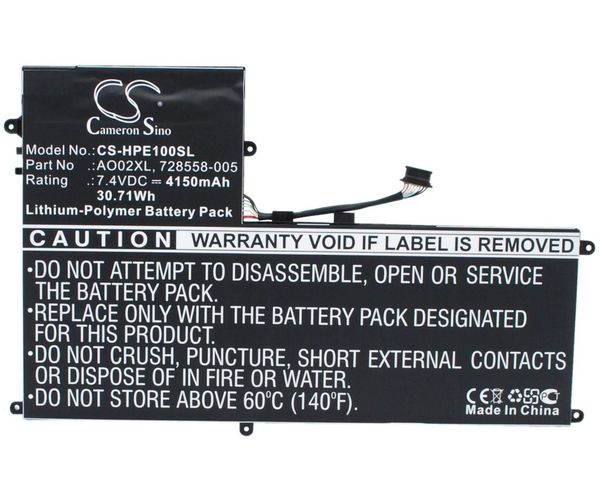 CS
Cameron Sino
Model No. : CS-HPE100SL
Part No : AO02XL, 728558-005
Rating : 7.4VDC ⎓ 4150mAh
30.71Wh
Lithium-Polymer Battery Pack
CAUTION WARRANTY VOID IF LABEL IS REMOVED
•DO NOT ATTEMPT TO DISASSEMBLE, OPEN OR SERVICE
THE BATTERY PACK.
•REPLACE ONLY WITH THE BATTERY PACK DESIGNATED
FOR THIS PRODUCT.
•DO NOT CRUSH, PUNCTURE, SHORT EXTERNAL CONTACTS
OR DISPOSE OF IN FIRE OR WATER.
•DO NOT STORE ABOVE 60°C (140°F).
CE
Made In China